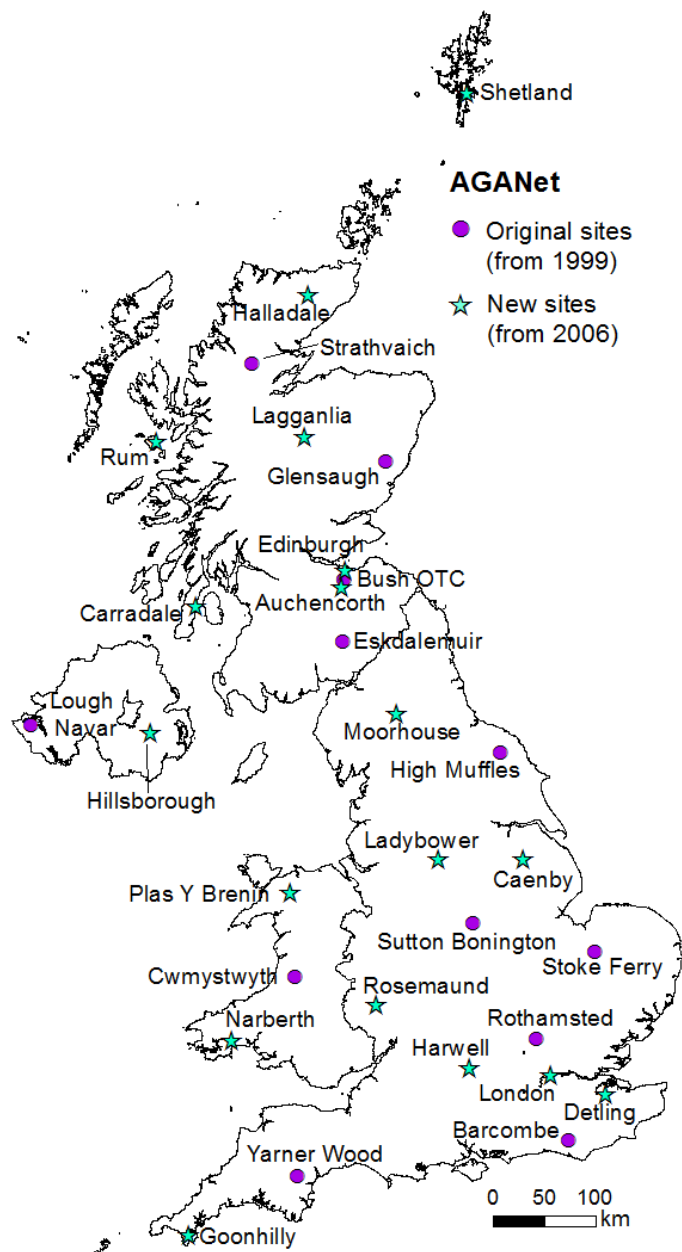 Shetland
AGANet
Original sites
(from 1999)
New sites
(from 2006)
Halladale
Strathvaich
Lagganlia
Rum
Glensaugh
Edinburgh
Bush OTC
Auchencorth
Carradale
Eskdalemuir
Lough
Navar
Moorhouse
High Muffles
Hillsborough
Ladybower
Caenby
Plas Y Brenin
Sutton Bonington
Stoke Ferry
Cwmystwyth
Rosemaund
Narberth
Rothamsted
Harwell
London
Detling
Barcombe
Yarner Wood
0 50 100
km
Goonhilly